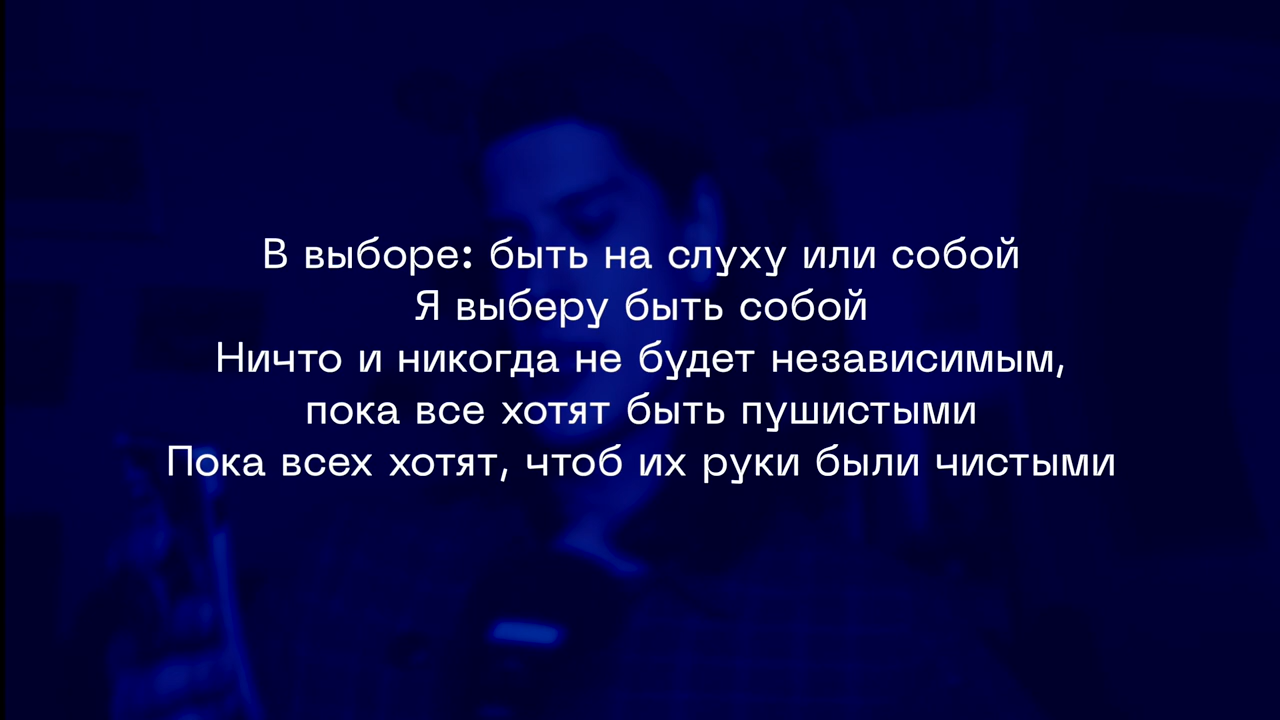 В выборе: быть на слуху или собой
Я выберу быть собой
Ничто и никогда не будет независимым,
пока все хотят быть пушистыми
Пока всех хотят, чтоб их руки были чистыми